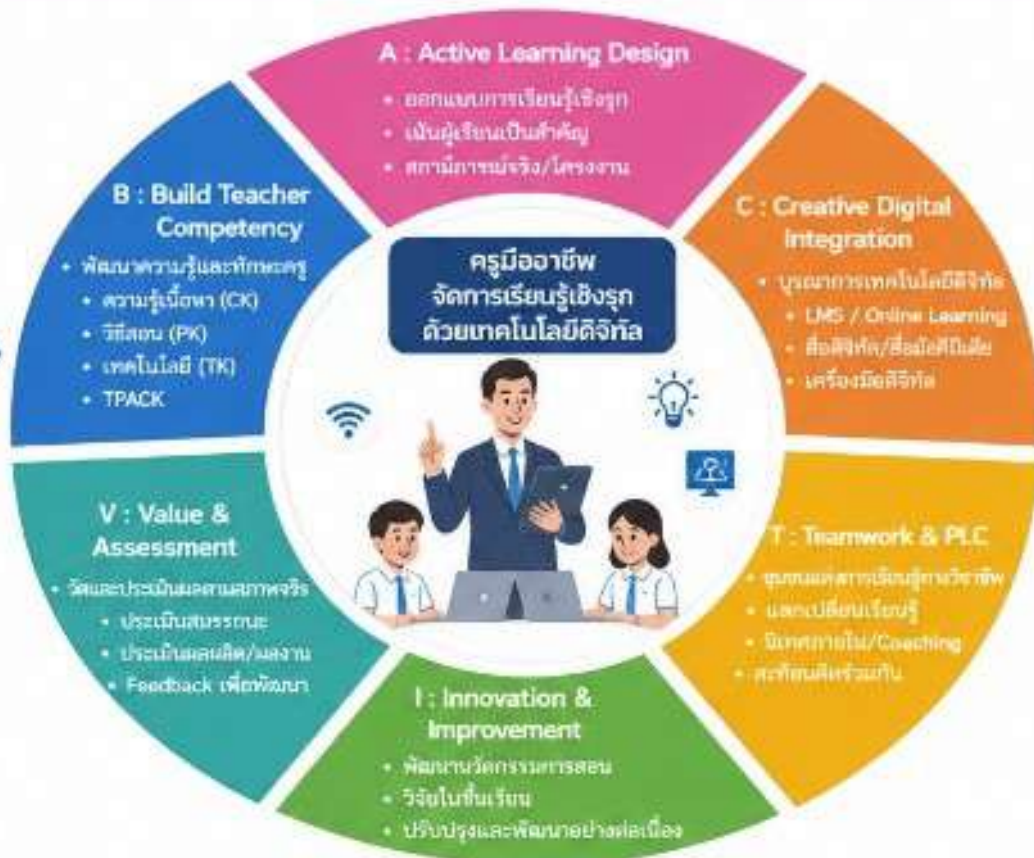 A : Active Learning Design
• ออกแบบการเรียนรู้เชิงรุก
• เน้นผู้เรียนเป็นสำคัญ
• สถานการณ์จริง/โครงงาน
B : Build Teacher
Competency
• พัฒนาความรู้และทักษะครู
• ความรู้เนื้อหา (CK)
• วิธีสอน (PK)
• เทคโนโลยี (TK)
• TPACK
C : Creative Digital
Integration
• บูรณาการเทคโนโลยีดิจิทัล
• LMS / Online Learning
• สื่อดิจิทัล/สื่อมัลติมีเดีย
• เครื่องมือดิจิทัล
ครูมืออาชีพ
จัดการเรียนรู้เชิงรุก
ด้วยเทคโนโลยีดิจิทัล
V : Value &
Assessment
• วัดและประเมินผลตามสภาพจริง
• ประเมินสมรรถนะ
• ประเมินผลผลิต/ผลงาน
• Feedback เพื่อพัฒนา
T : Teamwork & PLC
• ชุมชนแห่งการเรียนรู้ทางวิชาชีพ
• แลกเปลี่ยนเรียนรู้
• นิเทศภายใน/Coaching
• สะท้อนคิดร่วมกัน
I : Innovation &
Improvement
• พัฒนานวัตกรรมการสอน
• วิจัยในชั้นเรียน
• ปรับปรุงและพัฒนาอย่างต่อเนื่อง